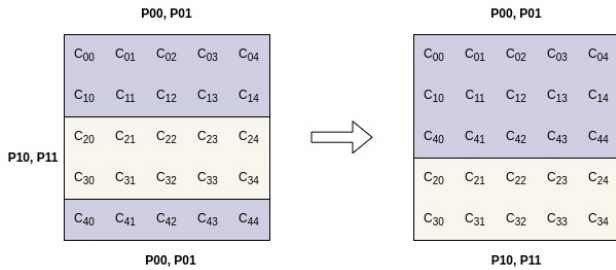 P00, P01
P00, P01
C00 C01 C02 C03 C04
C10 C11 C12 C13 C14
C20 C21 C22 C23 C24
P10, P11
C30 C31 C32 C33 C34
C40 C41 C42 C43 C44
P00, P01
C00 C01 C02 C03 C04
C10 C11 C12 C13 C14
C40 C41 C42 C43 C44
C20 C21 C22 C23 C24
C30 C31 C32 C33 C34
P10, P11